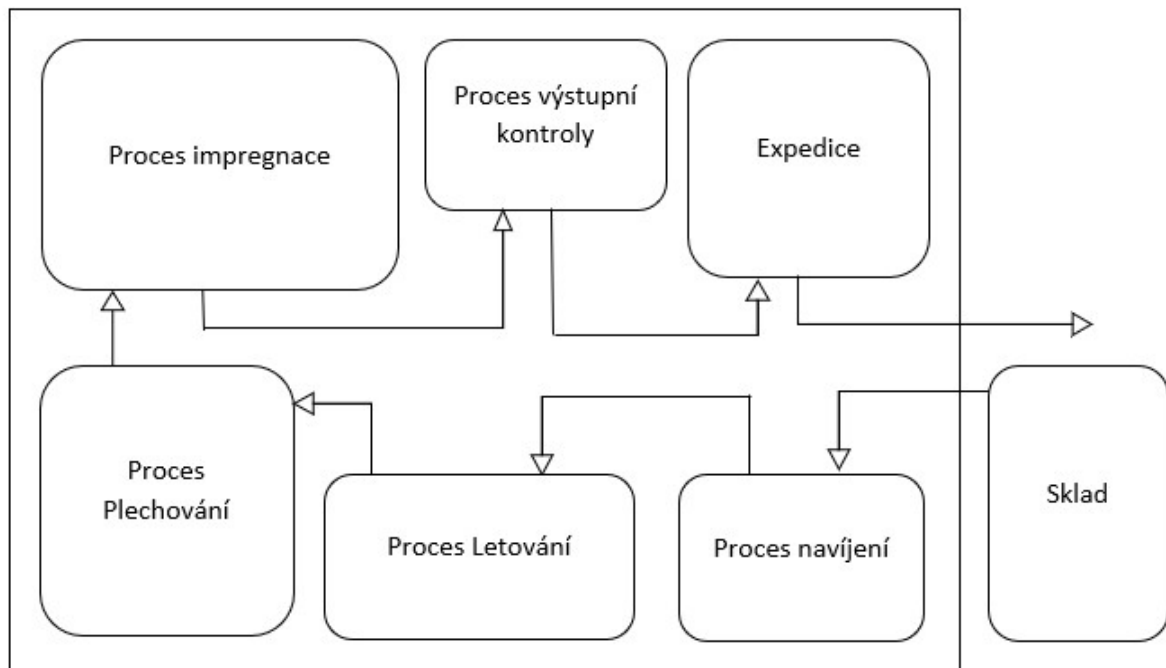 Proces impregnace
Proces výstupní
kontroly
Expedice
Proces
Plechování
Proces Letování
Proces navíjení
Sklad